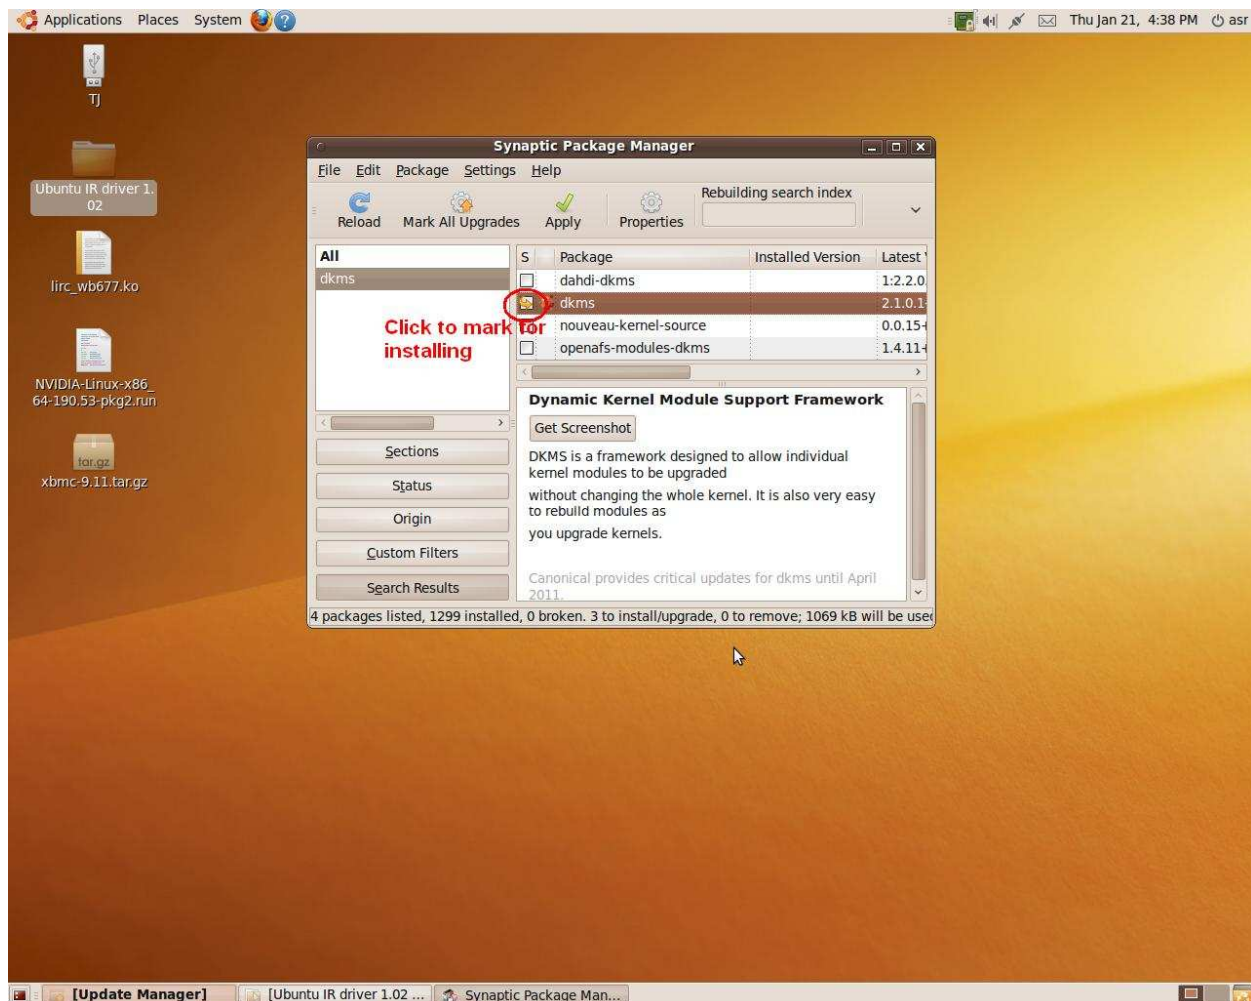 Applications Places System
Thu Jan 21, 4:38 PM asr
TJ
Ubuntu IR driver 1.
02
lirc_wb677.ko
NVIDIA-Linux-x86_
64-190.53-pkg2.run
tar.gz
xbmc-9.11.tar.gz
Synaptic Package Manager
File Edit Package Settings Help
Reload Mark All Upgrades Apply Properties
Rebuilding search index
All
dkms
S Package Installed Version Latest
dahdi-dkms 1:2.2.0
dkms 2.1.0.1
nouveau-kernel-source 0.0.15+
openafs-modules-dkms 1.4.11+
Click to mark for
installing
Sections
Status
Origin
Custom Filters
Search Results
Dynamic Kernel Module Support Framework
Get Screenshot
DKMS is a framework designed to allow individual
kernel modules to be upgraded
without changing the whole kernel. It is also very easy
to rebuild modules as
you upgrade kernels.
Canonical provides critical updates for dkms until April
2011.
4 packages listed, 1299 installed, 0 broken. 3 to install/upgrade, 0 to remove; 1069 kB will be used
[Update Manager] [Ubuntu IR driver 1.02 ... Synaptic Package Man...